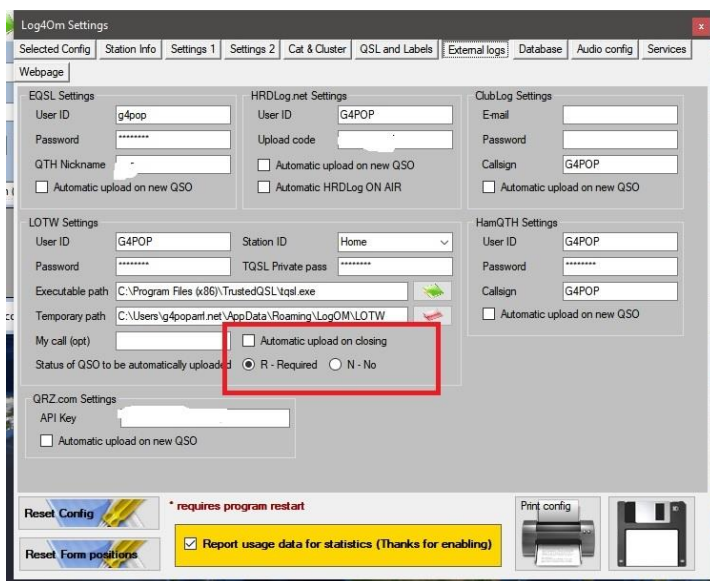 Log4Om Settings
x
Selected Config Station Info Settings 1 Settings 2 Cat & Cluster QSL and Labels External logs Database Audio config Services
Webpage
EQSL Settings
User ID g4pop
Password ********
QTH Nickname
Automatic upload on new QSO
HRDLog.net Settings
User ID G4POP
Upload code
Automatic upload on new QSO
Automatic HRDLog ON AIR
ClubLog Settings
E-mail
Password
Callsign G4POP
Automatic upload on new QSO
LOTW Settings
User ID G4POP Station ID Home
Password ******** TQSL Private pass ********
Executable path C:\Program Files (x86)\TrustedQSL\tqsl.exe
Temporary path C:\Users\g4popamf.net\AppData\Roaming\LogOM\LOTW
My call (opt) Automatic upload on closing
Status of QSO to be automatically uploaded R - Required N - No
HamQTH Settings
User ID G4POP
Password ********
Callsign G4POP
Automatic upload on new QSO
QRZ.com Settings
API Key
Automatic upload on new QSO
Reset Config
* requires program restart
Print config
Reset Form positions
Report usage data for statistics (Thanks for enabling)